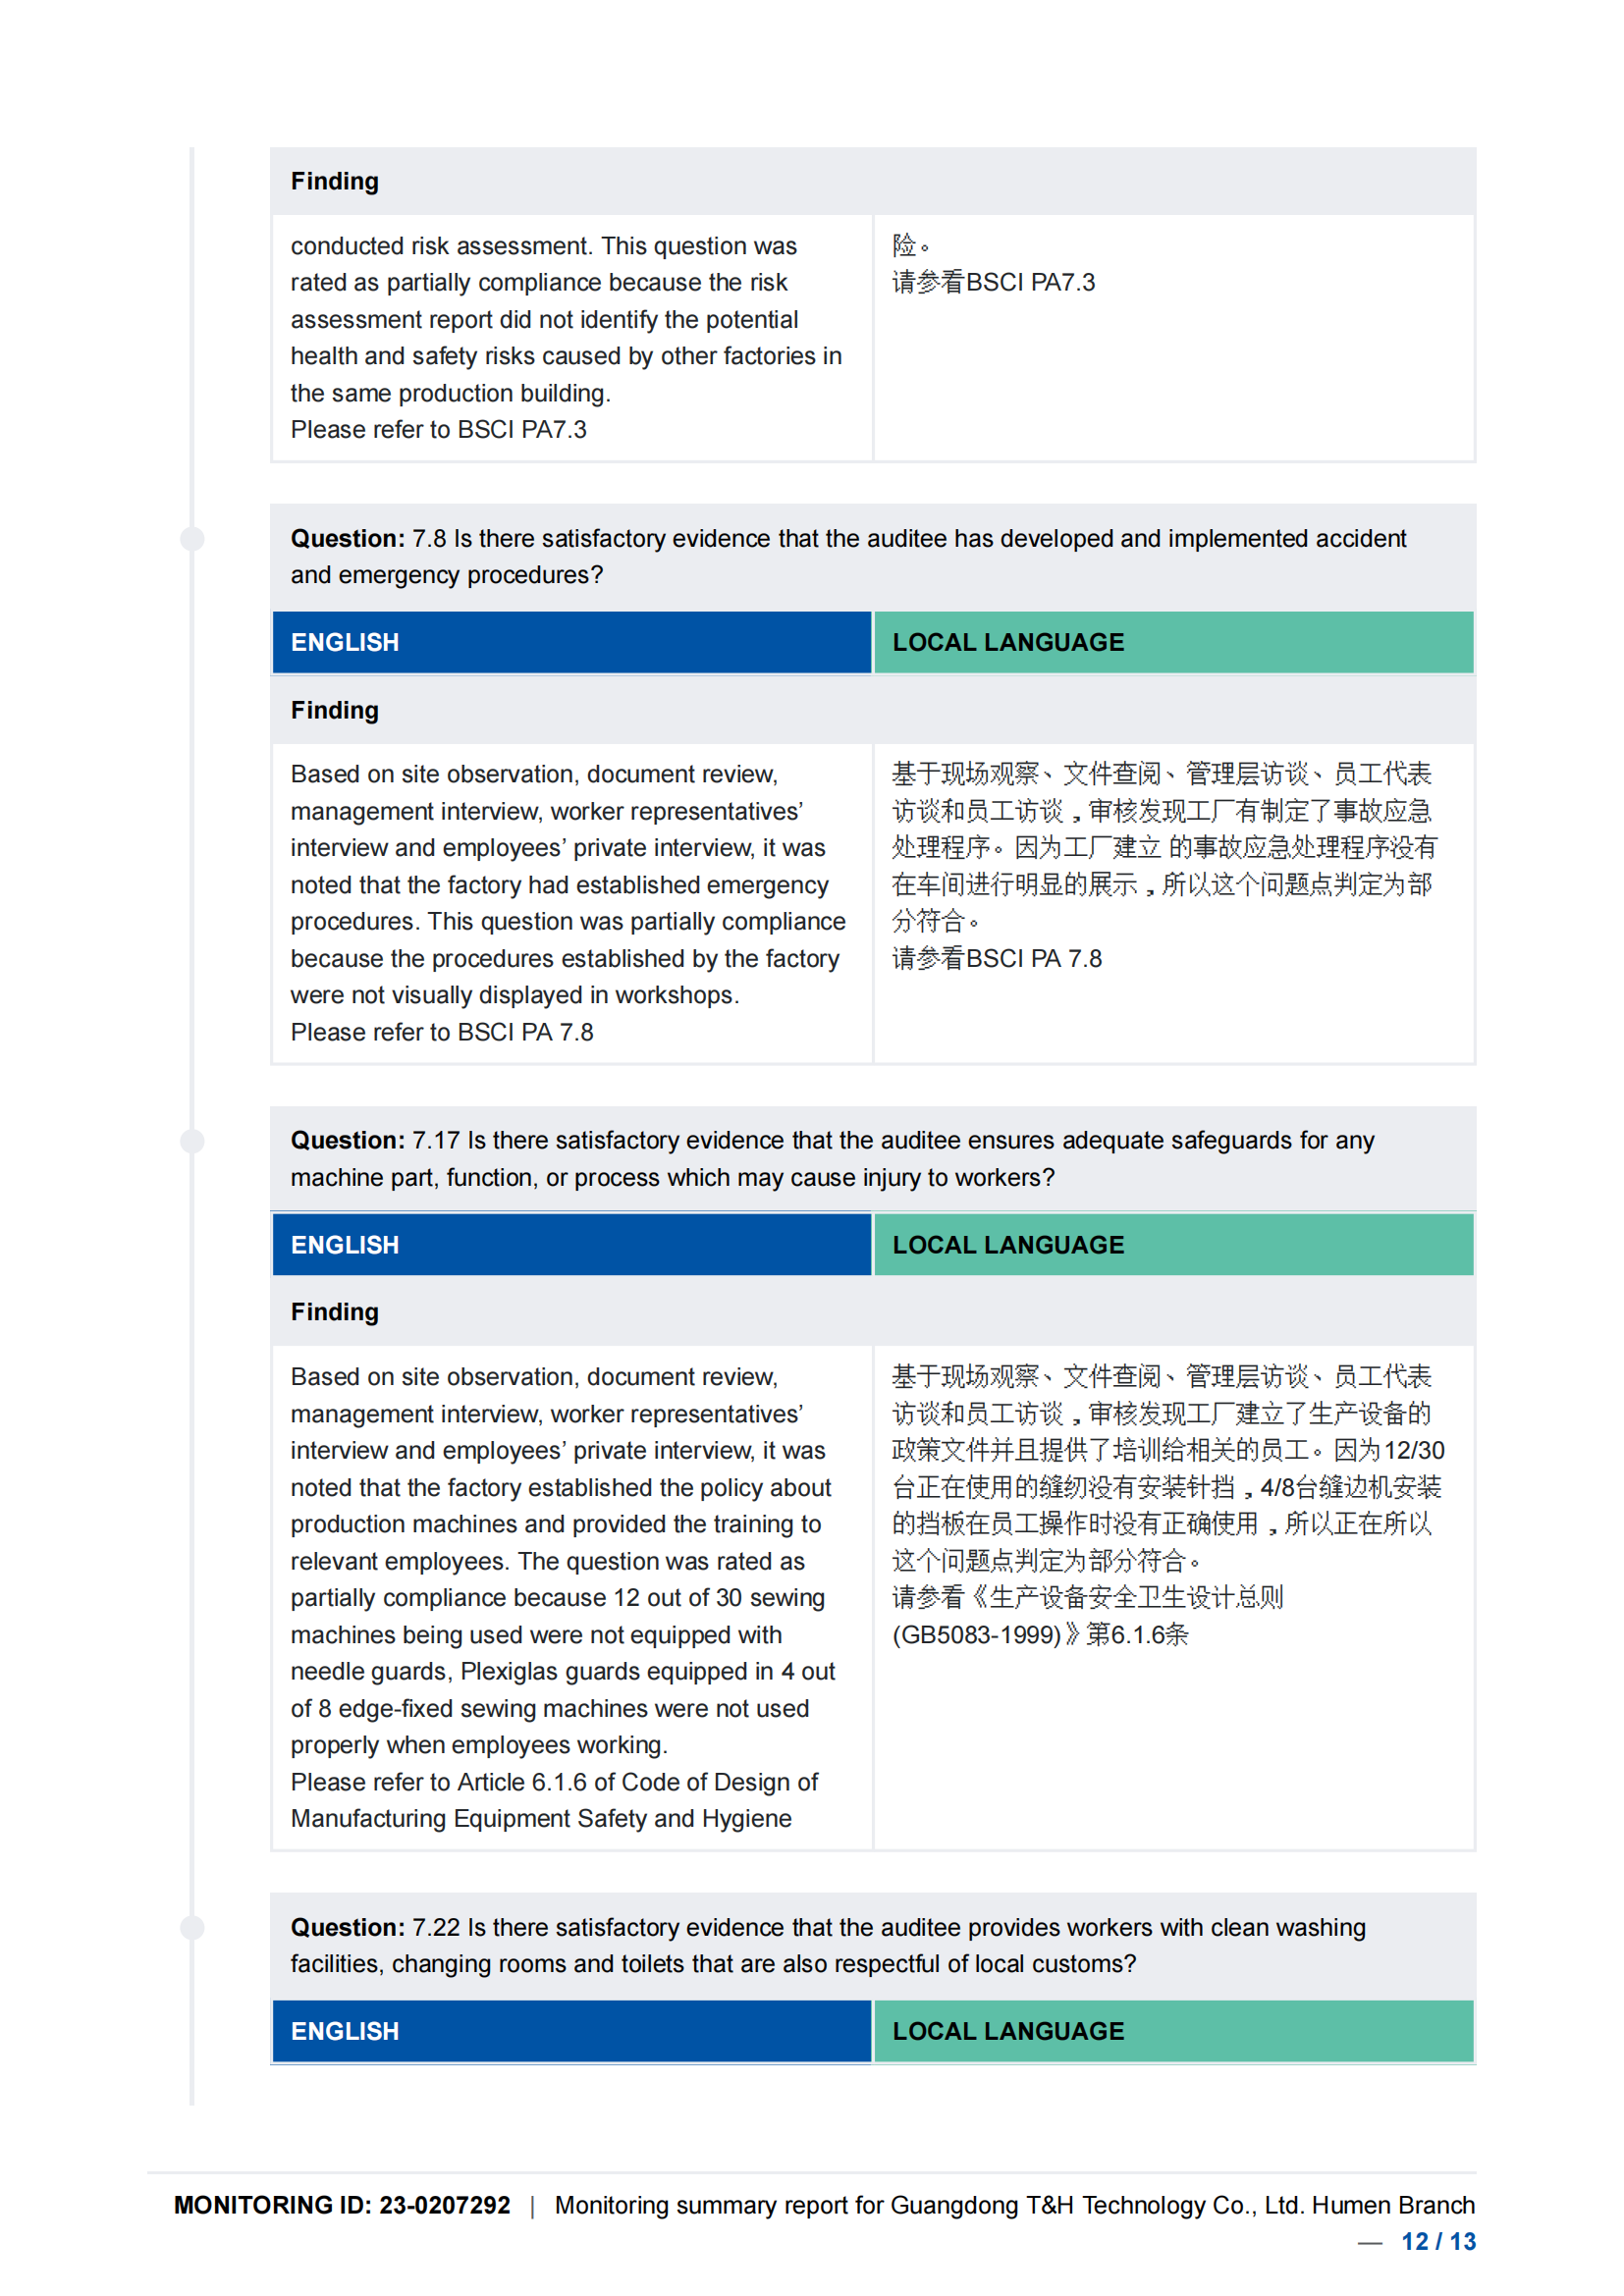 Finding
conducted risk assessment. This question was
rated as partially compliance because the risk
assessment report did not identify the potential
health and safety risks caused by other factories in
the same production building.
Please refer to BSCI PA7.3
险。
请参看BSCI PA7.3
Question: 7.8 Is there satisfactory evidence that the auditee has developed and implemented accident
and emergency procedures?
ENGLISH
LOCAL LANGUAGE
Finding
Based on site observation, document review,
management interview, worker representatives’
interview and employees’ private interview, it was
noted that the factory had established emergency
procedures. This question was partially compliance
because the procedures established by the factory
were not visually displayed in workshops.
Please refer to BSCI PA 7.8
基于现场观察、文件查阅、管理层访谈、员工代表
访谈和员工访谈，审核发现工厂有制定了事故应急
处理程序。因为工厂建立 的事故应急处理程序没有
在车间进行明显的展示，所以这个问题点判定为部
分符合。
请参看BSCI PA 7.8
Question: 7.17 Is there satisfactory evidence that the auditee ensures adequate safeguards for any
machine part, function, or process which may cause injury to workers?
ENGLISH
LOCAL LANGUAGE
Finding
Based on site observation, document review,
management interview, worker representatives’
interview and employees’ private interview, it was
noted that the factory established the policy about
production machines and provided the training to
relevant employees. The question was rated as
partially compliance because 12 out of 30 sewing
machines being used were not equipped with
needle guards, Plexiglas guards equipped in 4 out
of 8 edge-fixed sewing machines were not used
properly when employees working.
Please refer to Article 6.1.6 of Code of Design of
Manufacturing Equipment Safety and Hygiene
基于现场观察、文件查阅、管理层访谈、员工代表
访谈和员工访谈，审核发现工厂建立了生产设备的
政策文件并且提供了培训给相关的员工。因为12/30
台正在使用的缝纫没有安装针挡，4/8台缝边机安装
的挡板在员工操作时没有正确使用，所以正在所以
这个问题点判定为部分符合。
请参看《生产设备安全卫生设计总则
(GB5083-1999)》第6.1.6条
Question: 7.22 Is there satisfactory evidence that the auditee provides workers with clean washing
facilities, changing rooms and toilets that are also respectful of local customs?
ENGLISH
LOCAL LANGUAGE
MONITORING ID: 23-0207292 | Monitoring summary report for Guangdong T&H Technology Co., Ltd. Humen Branch
— 12 / 13